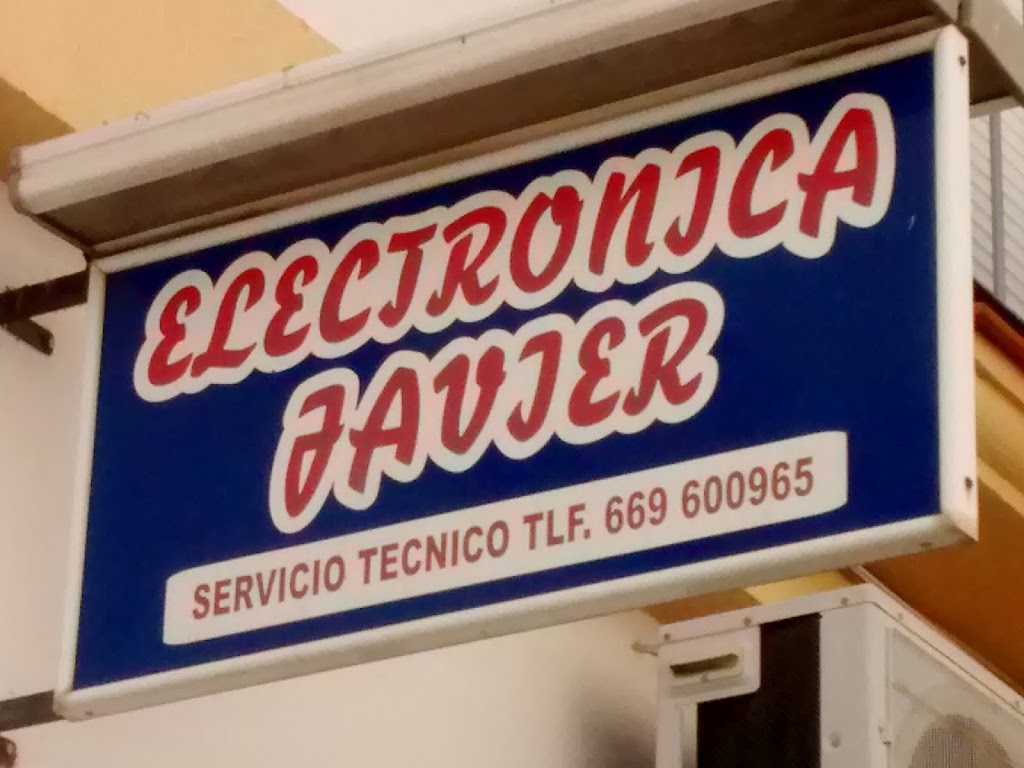 ELECTRONICA
JAVIER
SERVICIO TECNICO TLF. 669 600965